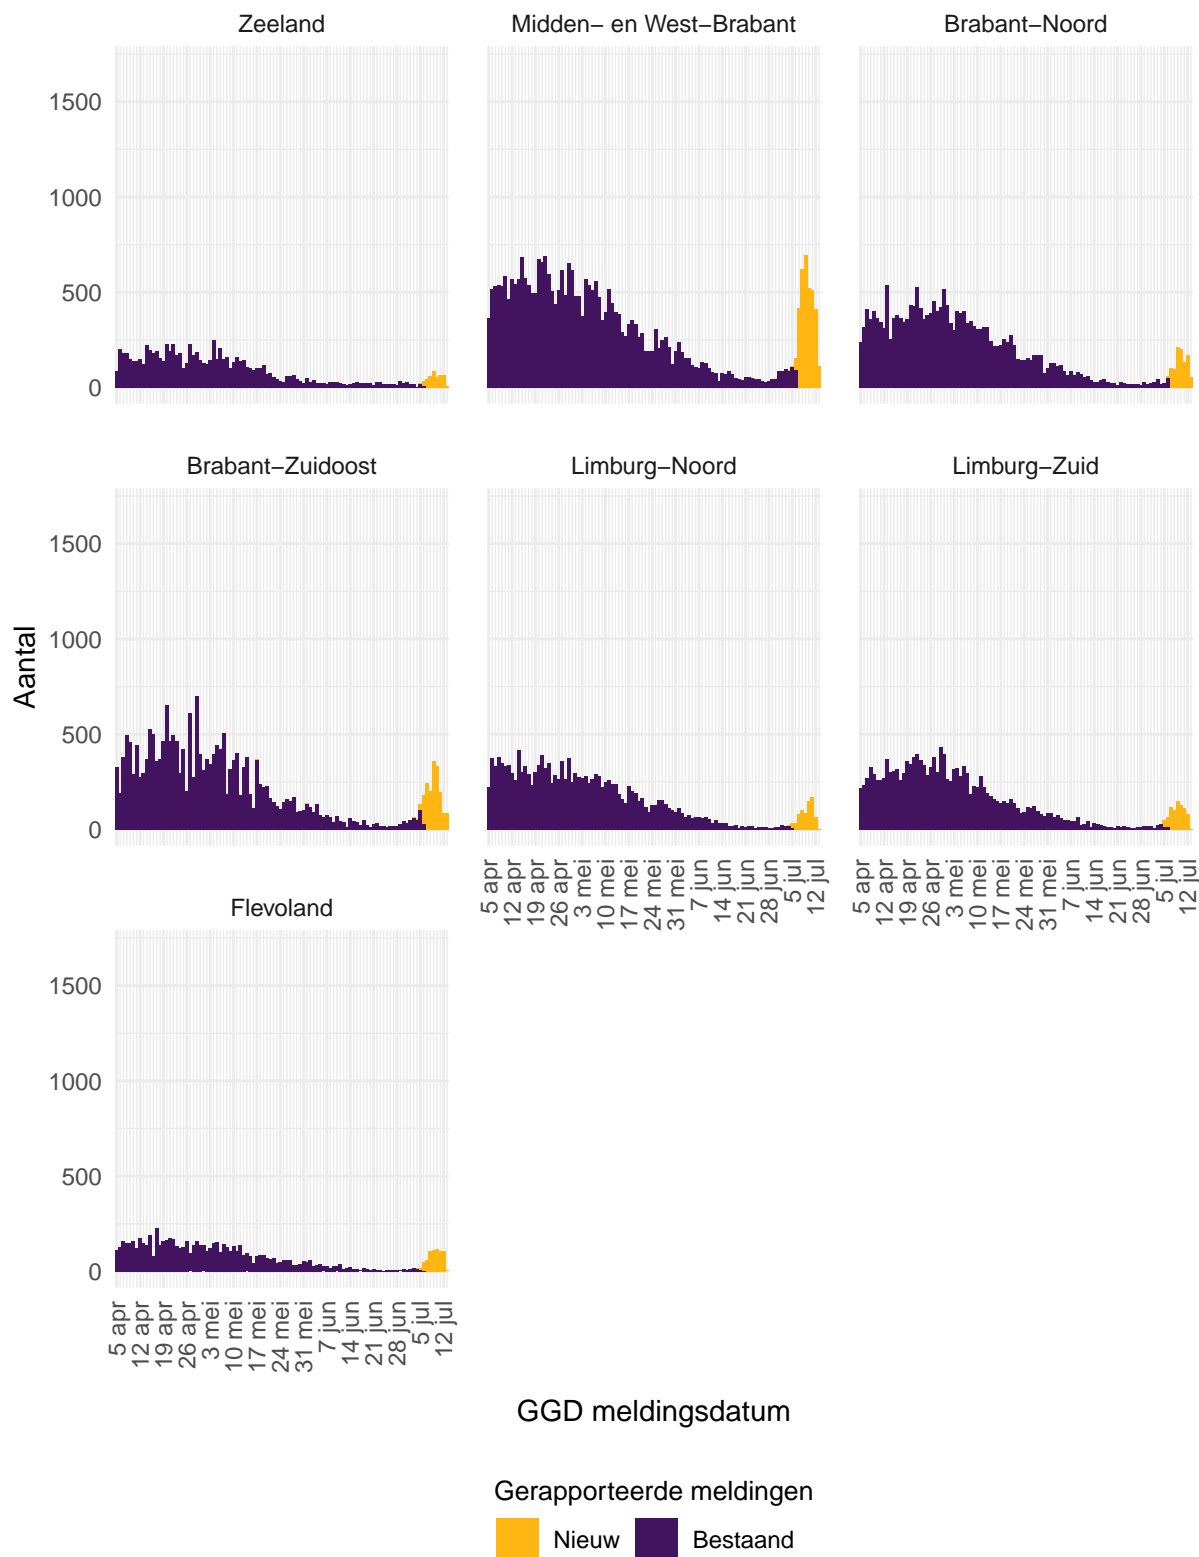 Zeeland
Midden− en West−Brabant
Brabant−Noord
1500
1000
500
0
Brabant−Zuidoost
Limburg−Noord
Limburg−Zuid
1500
1000
500
0
Aantal
5 apr
12 apr
19 apr
26 apr
3 mei
10 mei
17 mei
24 mei
31 mei
7 jun
14 jun
21 jun
28 jun
5 jul
12 jul
5 apr
12 apr
19 apr
26 apr
3 mei
10 mei
17 mei
24 mei
31 mei
7 jun
14 jun
21 jun
28 jun
5 jul
12 jul
Flevoland
1500
1000
500
0
5 apr
12 apr
19 apr
26 apr
3 mei
10 mei
17 mei
24 mei
31 mei
7 jun
14 jun
21 jun
28 jun
5 jul
12 jul
GGD meldingsdatum
Gerapporteerde meldingen
Nieuw
Bestaand